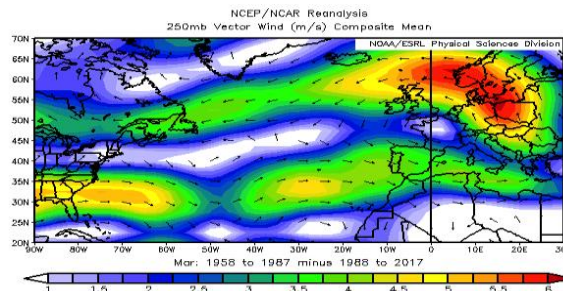 NCEP/NCAR Reanalysis
250mb Vector Wind (m/s) Composite Mean
NOAA/ESRL Physical Sciences Division
70N
65N
60N
55N
50N
45N
40N
35N
30N
25N
20N
90W 80W 70W 60W 50W 40W 30W 20W 10W 0 10E 20E 30E
Mar: 1958 to 1987 minus 1988 to 2017
1 1.5 2 2.5 3 3.5 4 4.5 5 5.5 6